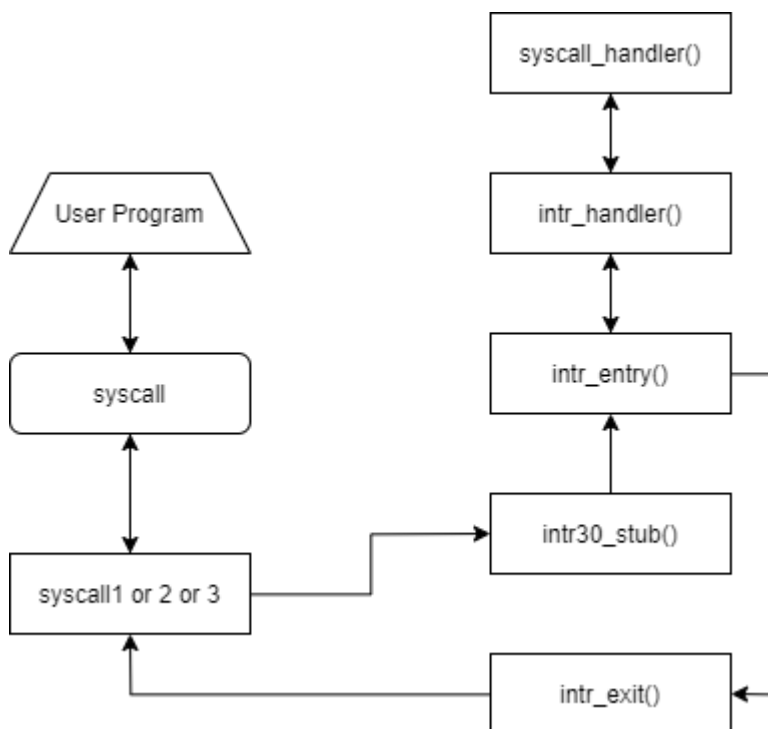 syscall_handler()
User Program
intr_handler()
syscall
intr_entry()
syscall1 or 2 or 3
intr30_stub()
intr_exit()